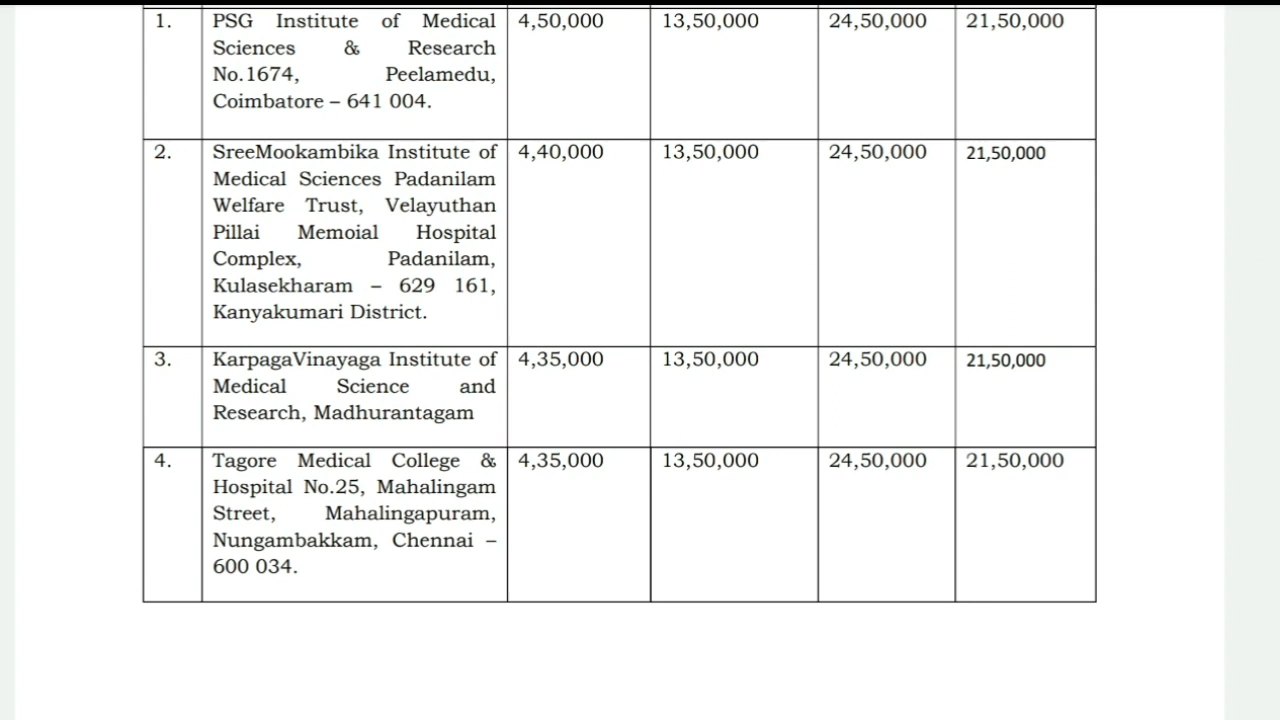 1. PSG Institute of Medical 4,50,000 13,50,000 24,50,000 21,50,000
Sciences & Research
No.1674, Peelamedu,
Coimbatore – 641 004.
2. SreeMookambika Institute of 4,40,000 13,50,000 24,50,000 21,50,000
Medical Sciences Padanilam
Welfare Trust, Velayuthan
Pillai Memoial Hospital
Complex, Padanilam,
Kulasekharam – 629 161,
Kanyakumari District.
3. KarpagaVinayaga Institute of 4,35,000 13,50,000 24,50,000 21,50,000
Medical Science and
Research, Madhurantagam
4. Tagore Medical College & 4,35,000 13,50,000 24,50,000 21,50,000
Hospital No.25, Mahalingam
Street, Mahalingapuram,
Nungambakkam, Chennai –
600 034.